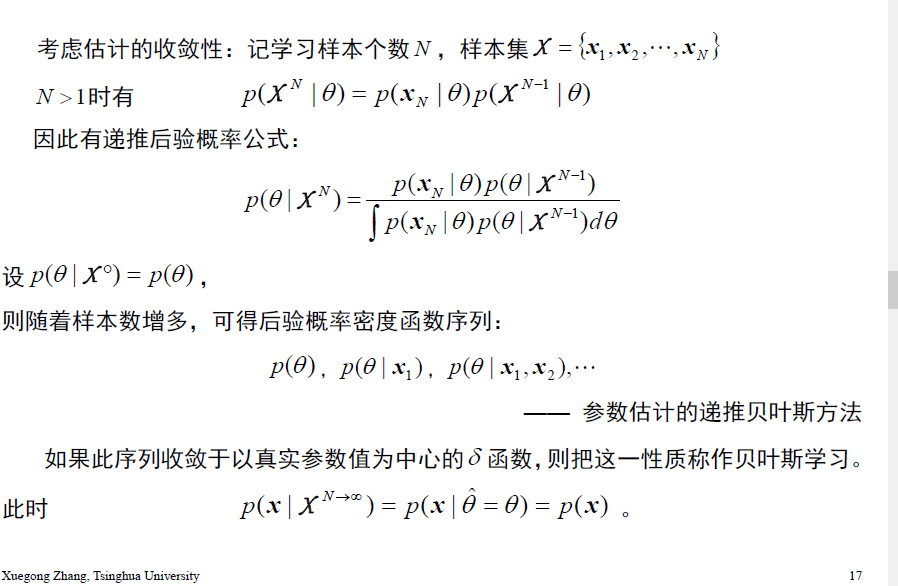 考虑估计的收敛性：记学习样本个数 N ，样本集 X = {x₁, x₂, ⋯, x_N}
N >1时有 p(X^N | θ) = p(x_N | θ)p(X^{N−1} | θ)
因此有递推后验概率公式：
p(θ | X^N) = \frac{p(x_N | θ)p(θ | X^{N−1})}{∫ p(x_N | θ)p(θ | X^{N−1})dθ}
设 p(θ | X°) = p(θ) ，
则随着样本数增多，可得后验概率密度函数序列：
p(θ)，p(θ | x₁)，p(θ | x₁, x₂),⋯
—— 参数估计的递推贝叶斯方法
如果此序列收敛于以真实参数值为中心的 δ 函数，则把这一性质称作贝叶斯学习。
此时 p(x | X^{N→∞}) = p(x | θ̂ = θ) = p(x) 。
Xuegong Zhang, Tsinghua University 17